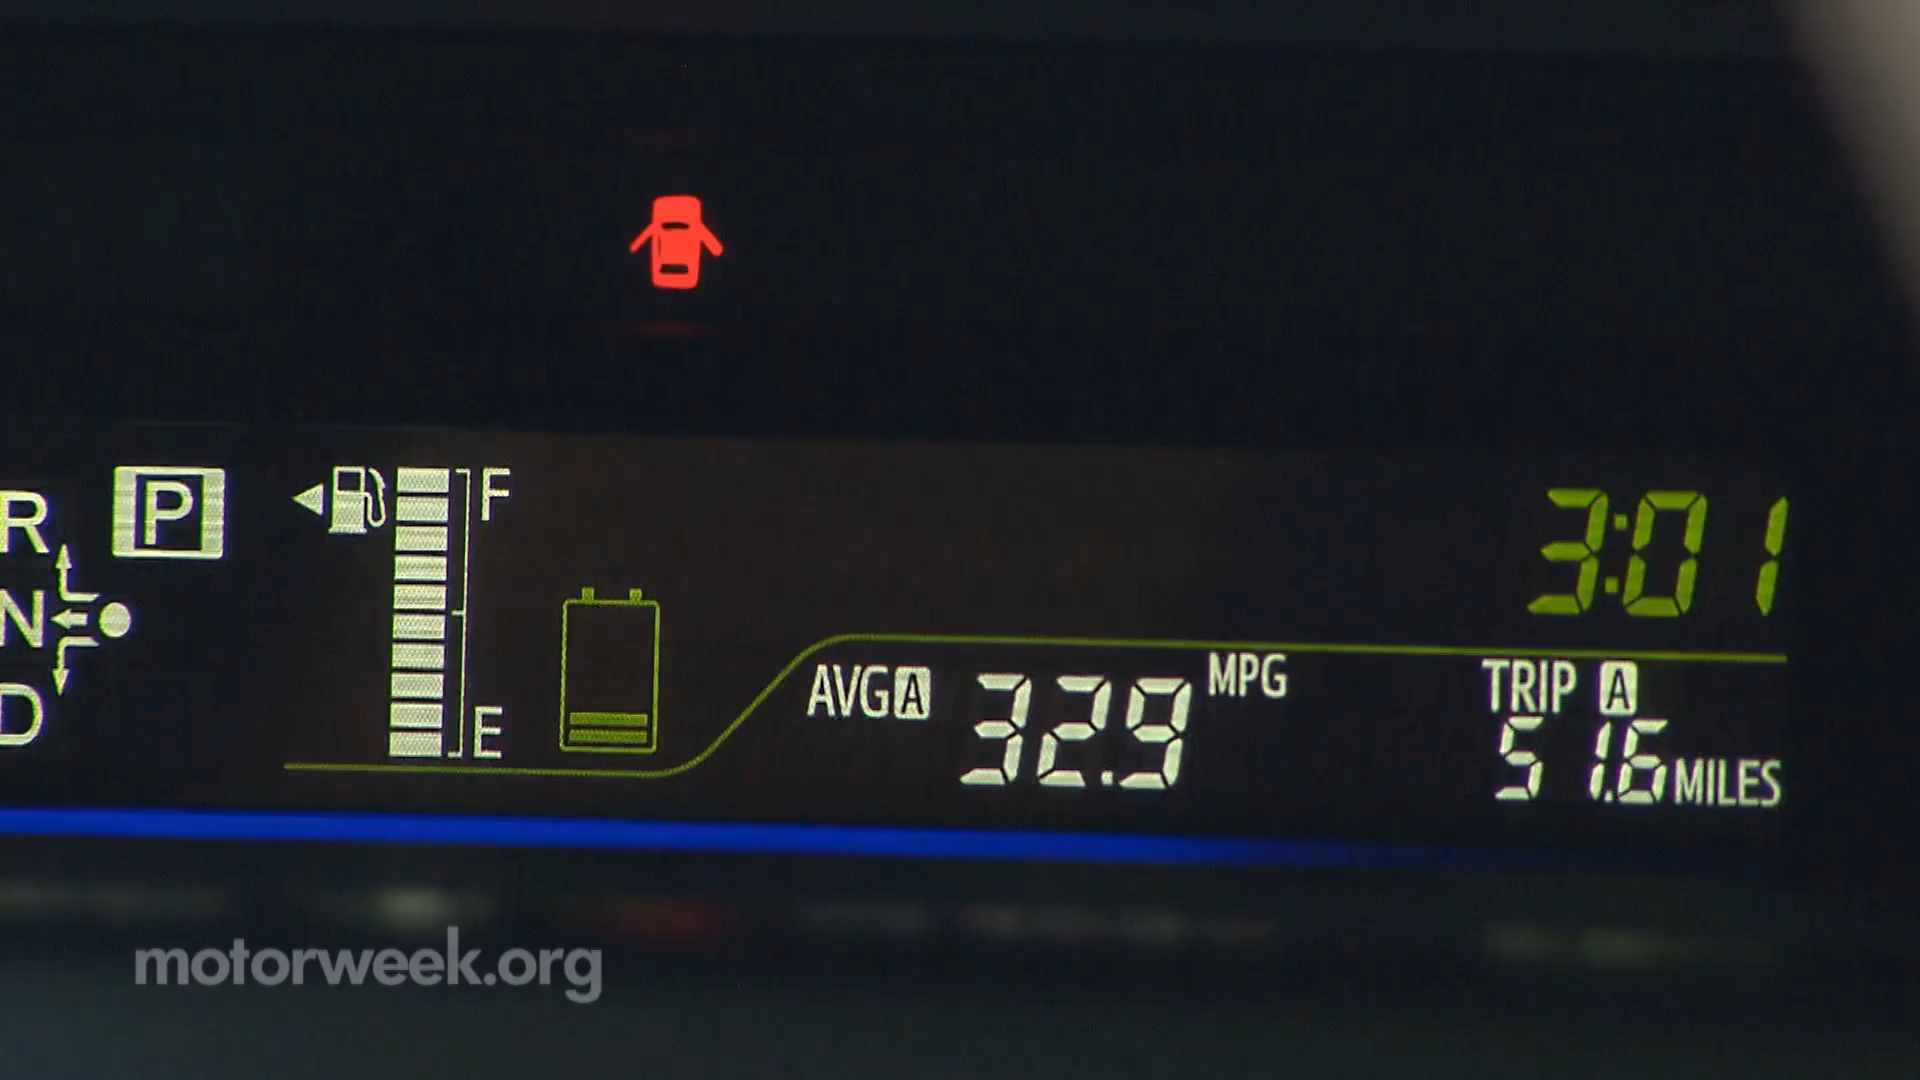 R
P
F
3:01
N
AVG A 32.9 MPG
TRIP A
51.6 MILES
D
E
motorweek.org